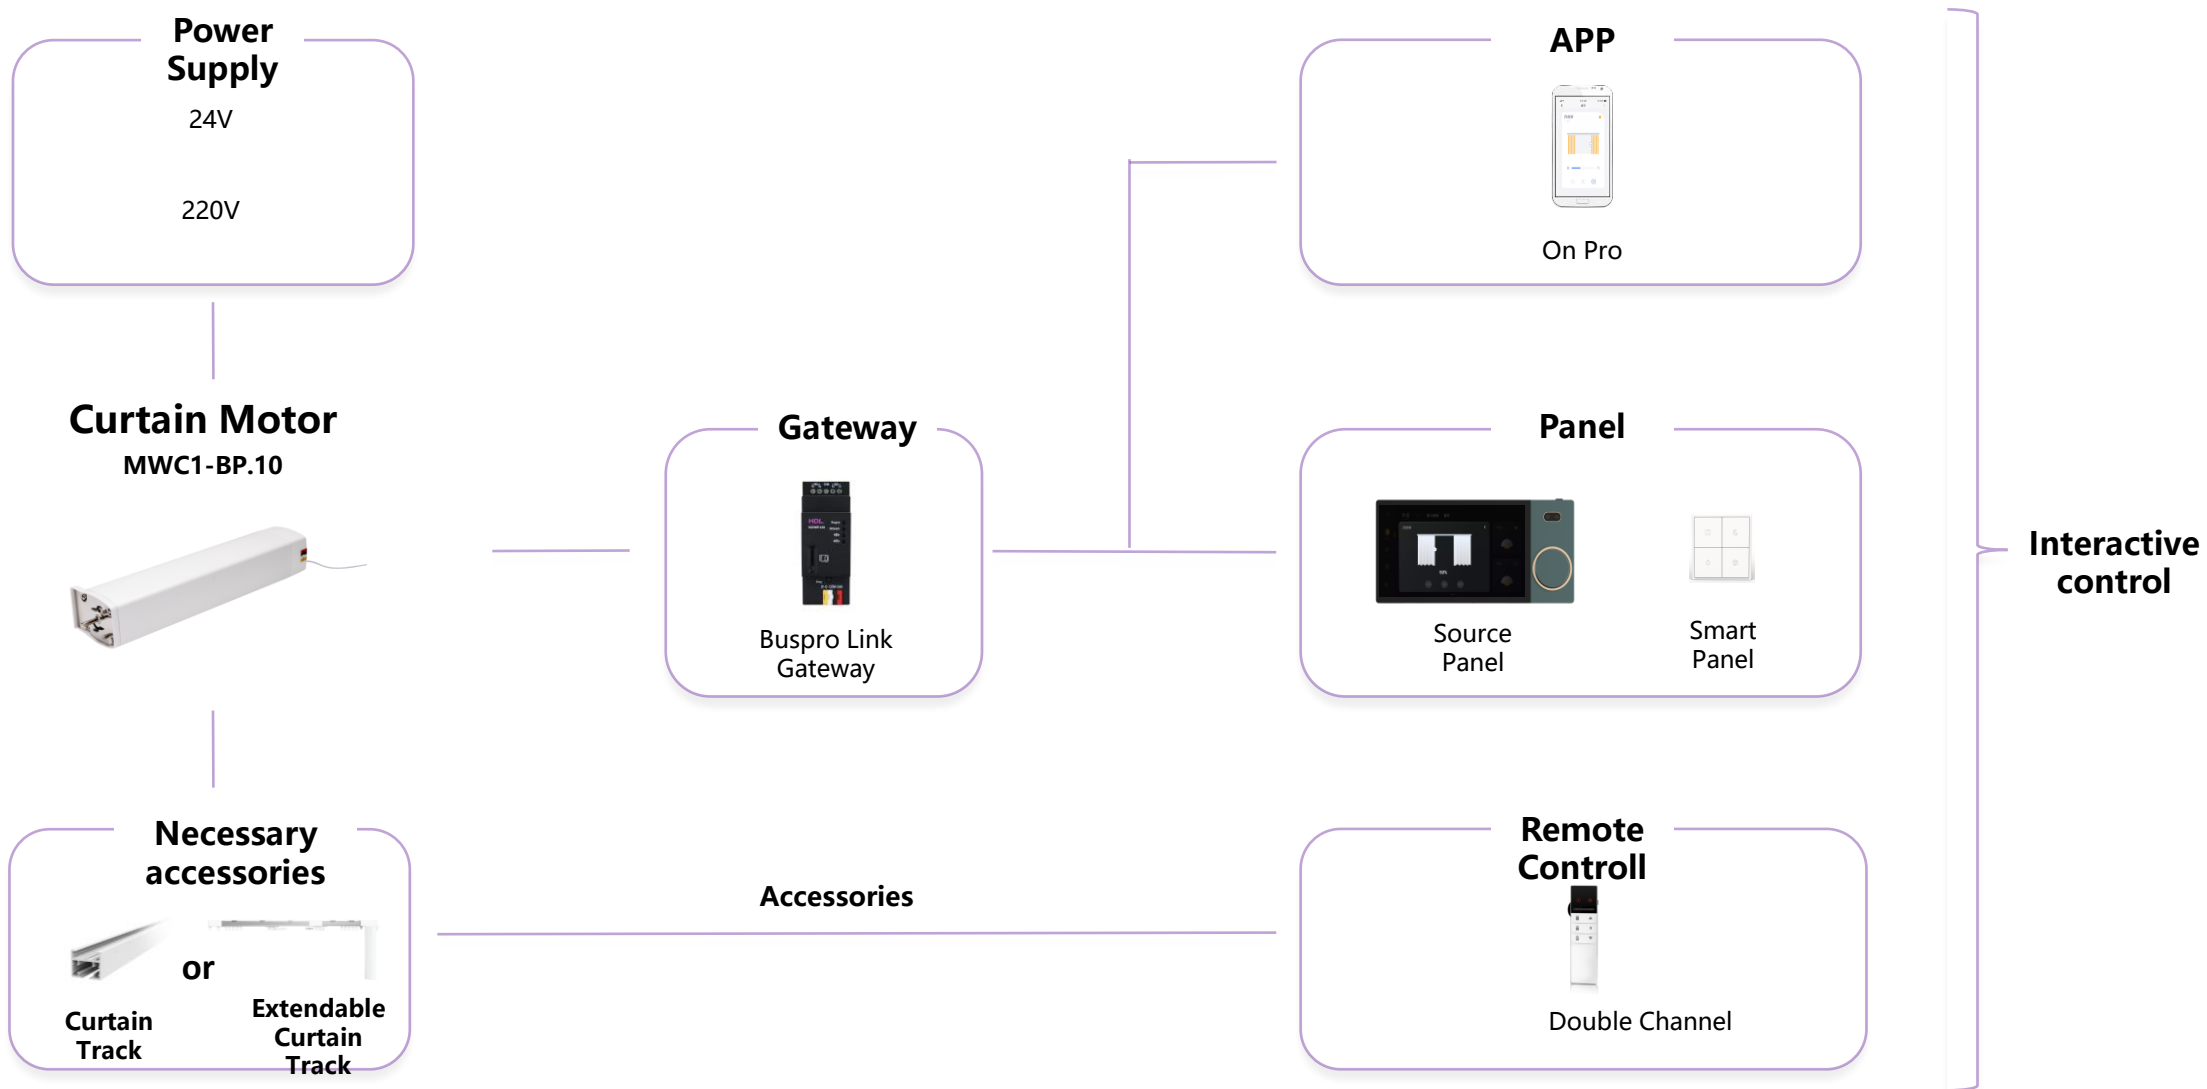 Power
Supply
24V
220V
APP
On Pro
Curtain Motor
MWC1-BP.10
Gateway
HDL
Buspro Link
Gateway
Panel
Source
Panel
Smart
Panel
Interactive
control
Necessary
accessories
or
Curtain
Track
Extendable
Curtain
Track
Accessories
Remote
Controll
Double Channel